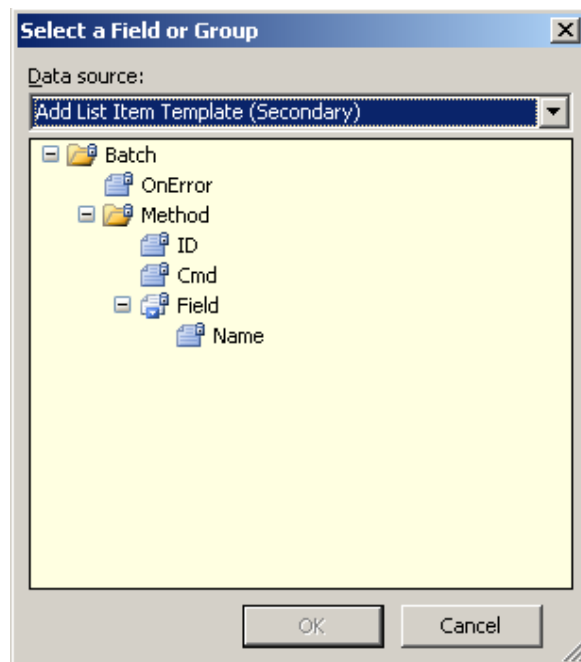 Select a Field or Group
Data source:
Add List Item Template (Secondary)
Batch
OnError
Method
ID
Cmd
Field
Name
OK
Cancel